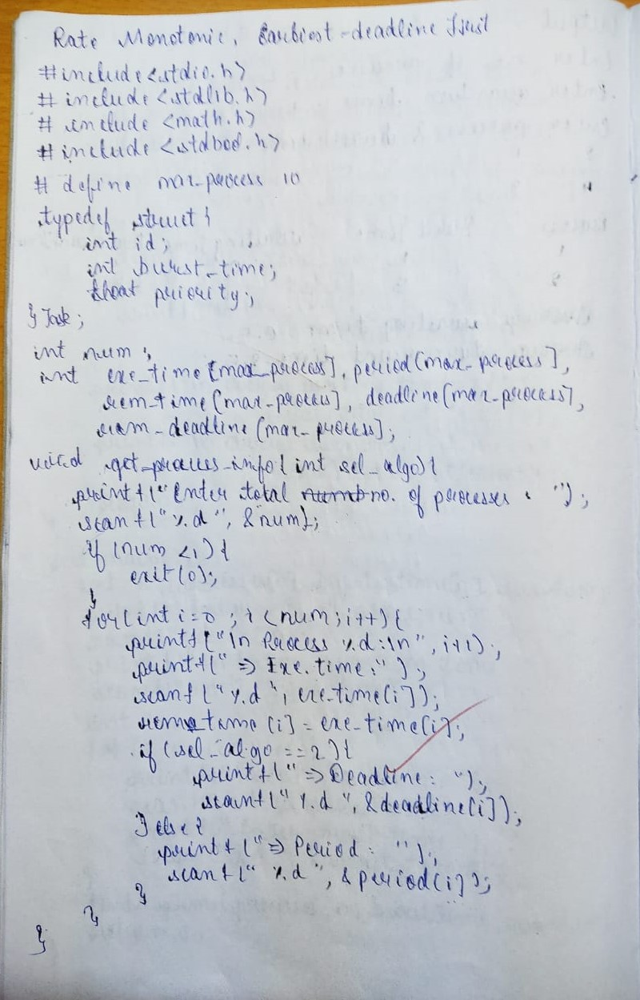 Rate Monotonic, Earliest-deadline First
#include <stdio.h>
# include <stdlib.h>
# include <math.h>
# include <stdbool.h>
# define max_process 10
typedef struct {
int id;
int burst_time;
float priority;
} Task;
int num;
int exe_time [max_process], period[max_process],
rem_time [max_process], deadline[max_process],
rem_deadline [max_process];
void get_process_info( int sel_algo){
printf(" Enter total no. of processes : ");
scanf("%d", &num);
if (num <1) {
exit(0);
}
for(int i=0 ; i < num; i++) {
printf("\n Process %d :\n", i+1);
printf(" => Exe. time: ");
scanf("%d", exe_time[i]);
rem_time [i] = exe_time[i];
if (sel_algo == 2) {
printf(" => Deadline: ");
scanf("%d", &deadline[i]);
} else {
printf(" => Period : ");
scanf("%d", &period[i]);
}
}
}